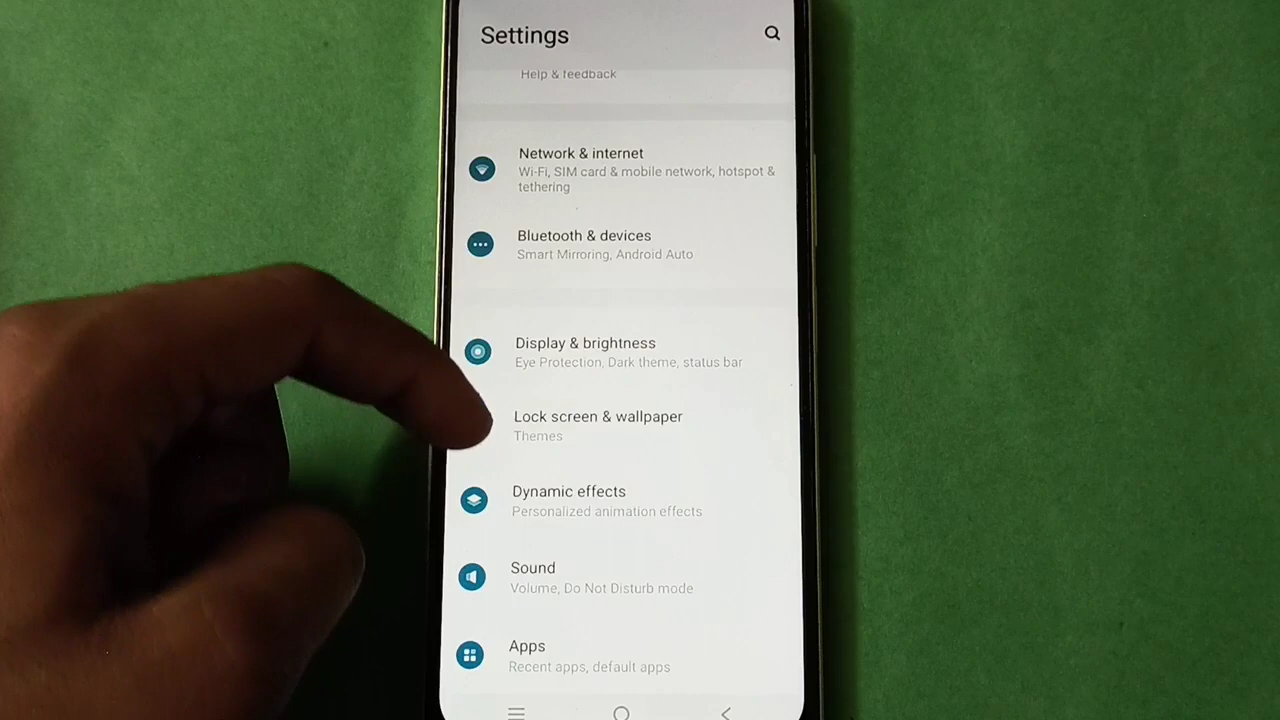 Settings
Help & feedback
Network & internet
Wi-Fi, SIM card & mobile network, hotspot &
tethering
Bluetooth & devices
Smart Mirroring, Android Auto
Display & brightness
Eye Protection, Dark theme, status bar
Lock screen & wallpaper
Themes
Dynamic effects
Personalized animation effects
Sound
Volume, Do Not Disturb mode
Apps
Recent apps, default apps